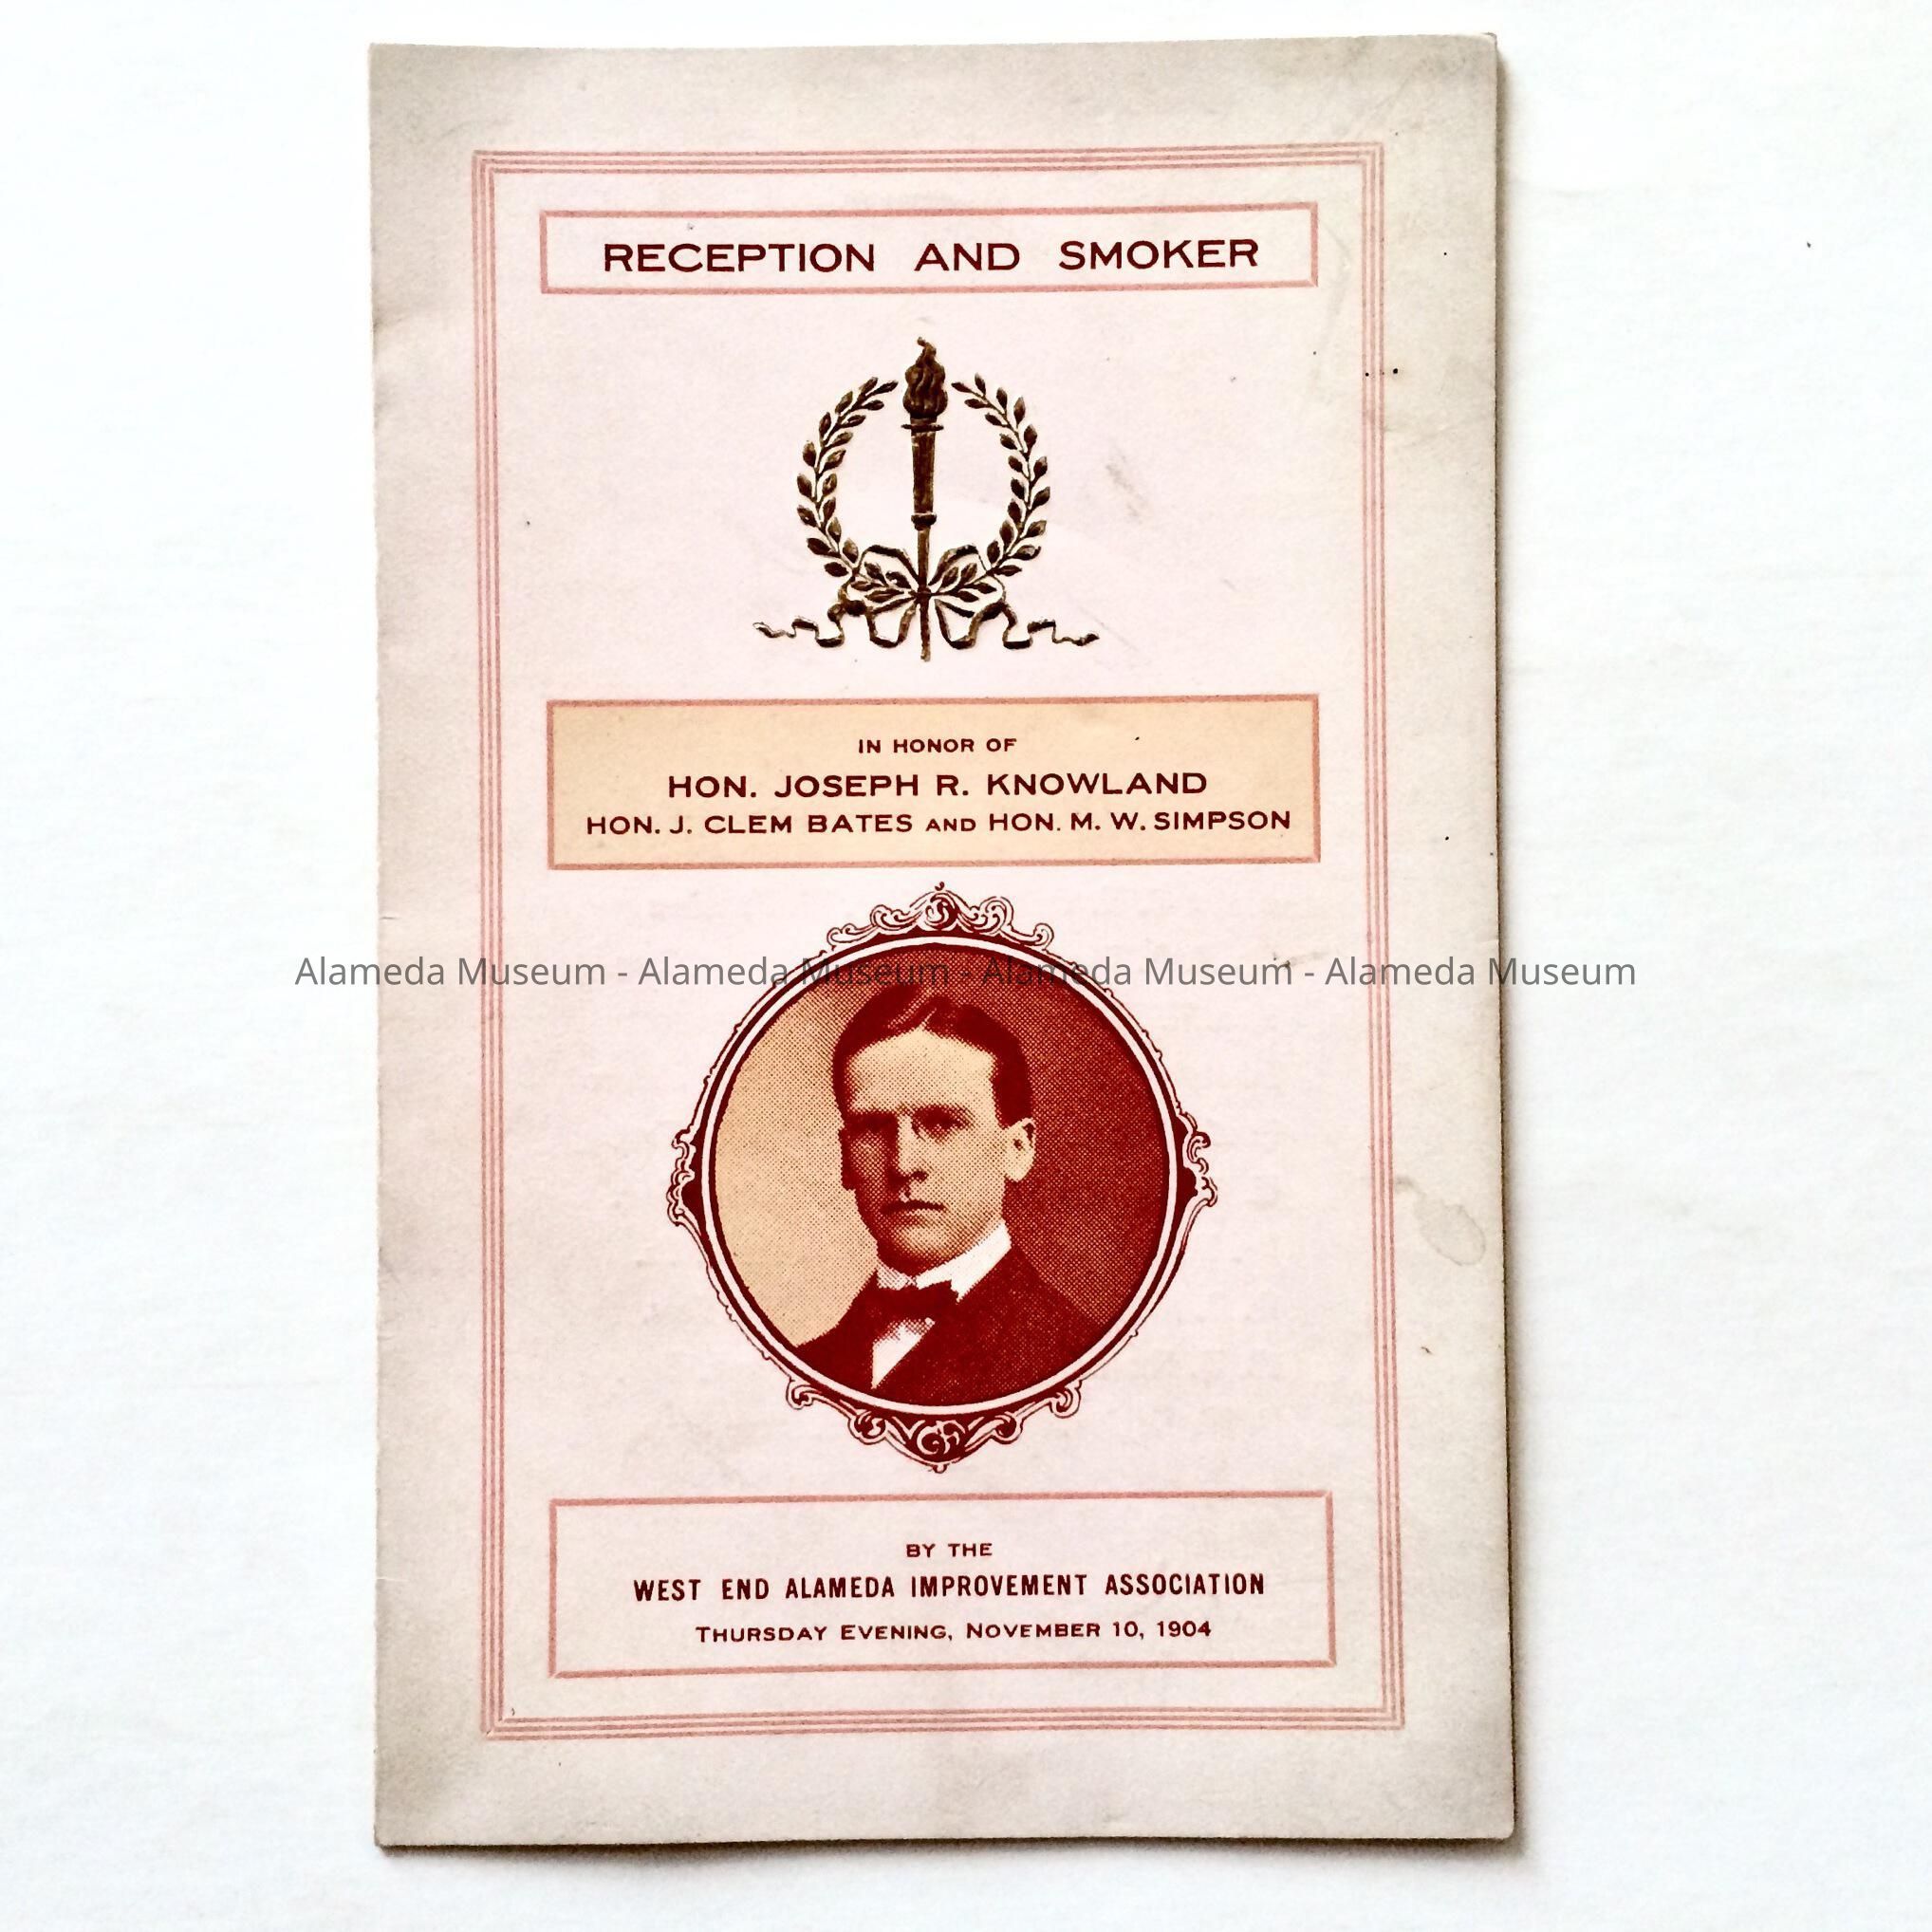 RECEPTION AND SMOKER
IN HONOR OF
HON. JOSEPH R. KNOWLAND
HON. J. CLEM BATES AND HON. M. W. SIMPSON
Alameda Museum - Alameda Museum - Alameda Museum - Alameda Museum
BY THE
WEST END ALAMEDA IMPROVEMENT ASSOCIATION
THURSDAY EVENING, NOVEMBER 10, 1904